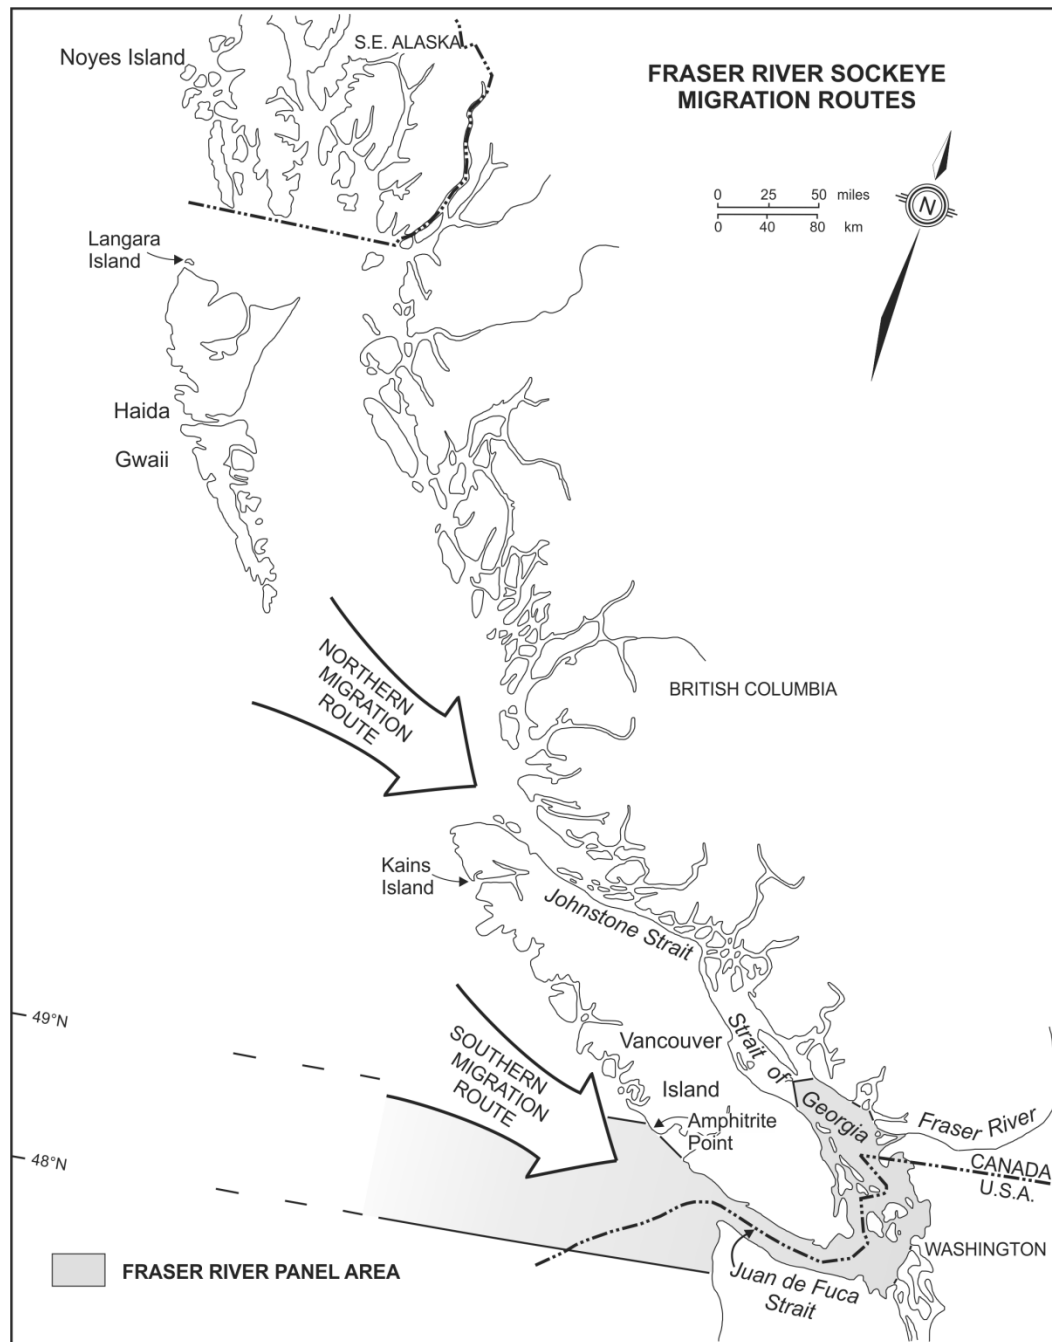 S.E. ALASKA
Noyes Island
FRASER RIVER SOCKEYE
MIGRATION ROUTES
0 25 50 miles
0 40 80 km
N
Langara
Island
Haida
Gwaii
NORTHERN
MIGRATION
ROUTE
BRITISH COLUMBIA
Kains
Island
Johnstone Strait
49°N
SOUTHERN
MIGRATION
ROUTE
Vancouver
Island
Strait of
Georgia
Amphitrite
Point
Fraser River
48°N
CANADA
U.S.A.
WASHINGTON
FRASER RIVER PANEL AREA
Juan de Fuca
Strait